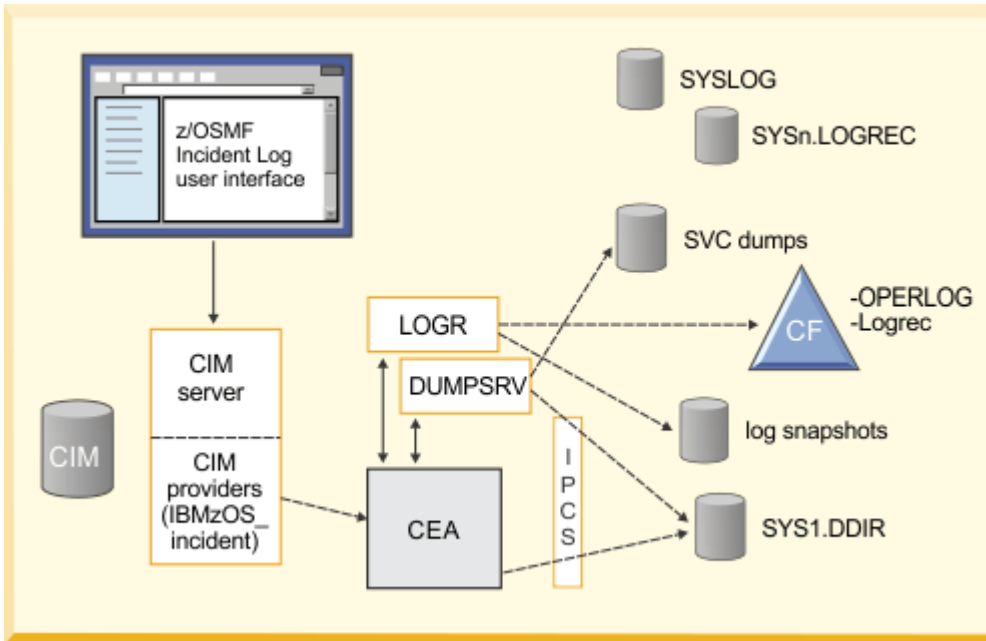 z/OSMF
Incident Log
user interface
SYSLOG
SYSn.LOGREC
SVC dumps
CF
-OPERLOG
-Logrec
LOGR
DUMPSRV
CIM
server
CIM
CIM
providers
(IBMzOS_
incident)
CEA
I
P
C
S
log snapshots
SYS1.DDIR